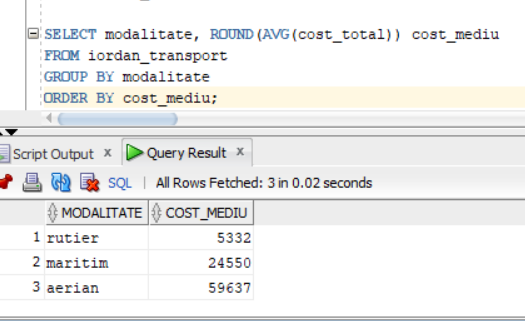 SELECT modalitate, ROUND(AVG(cost_total)) cost_mediu
FROM iordan_transport
GROUP BY modalitate
ORDER BY cost_mediu;
Script Output x Query Result x
SQL | All Rows Fetched: 3 in 0.02 seconds
MODALITATE COST_MEDIU
1 rutier 5332
2 maritim 24550
3 aerian 59637